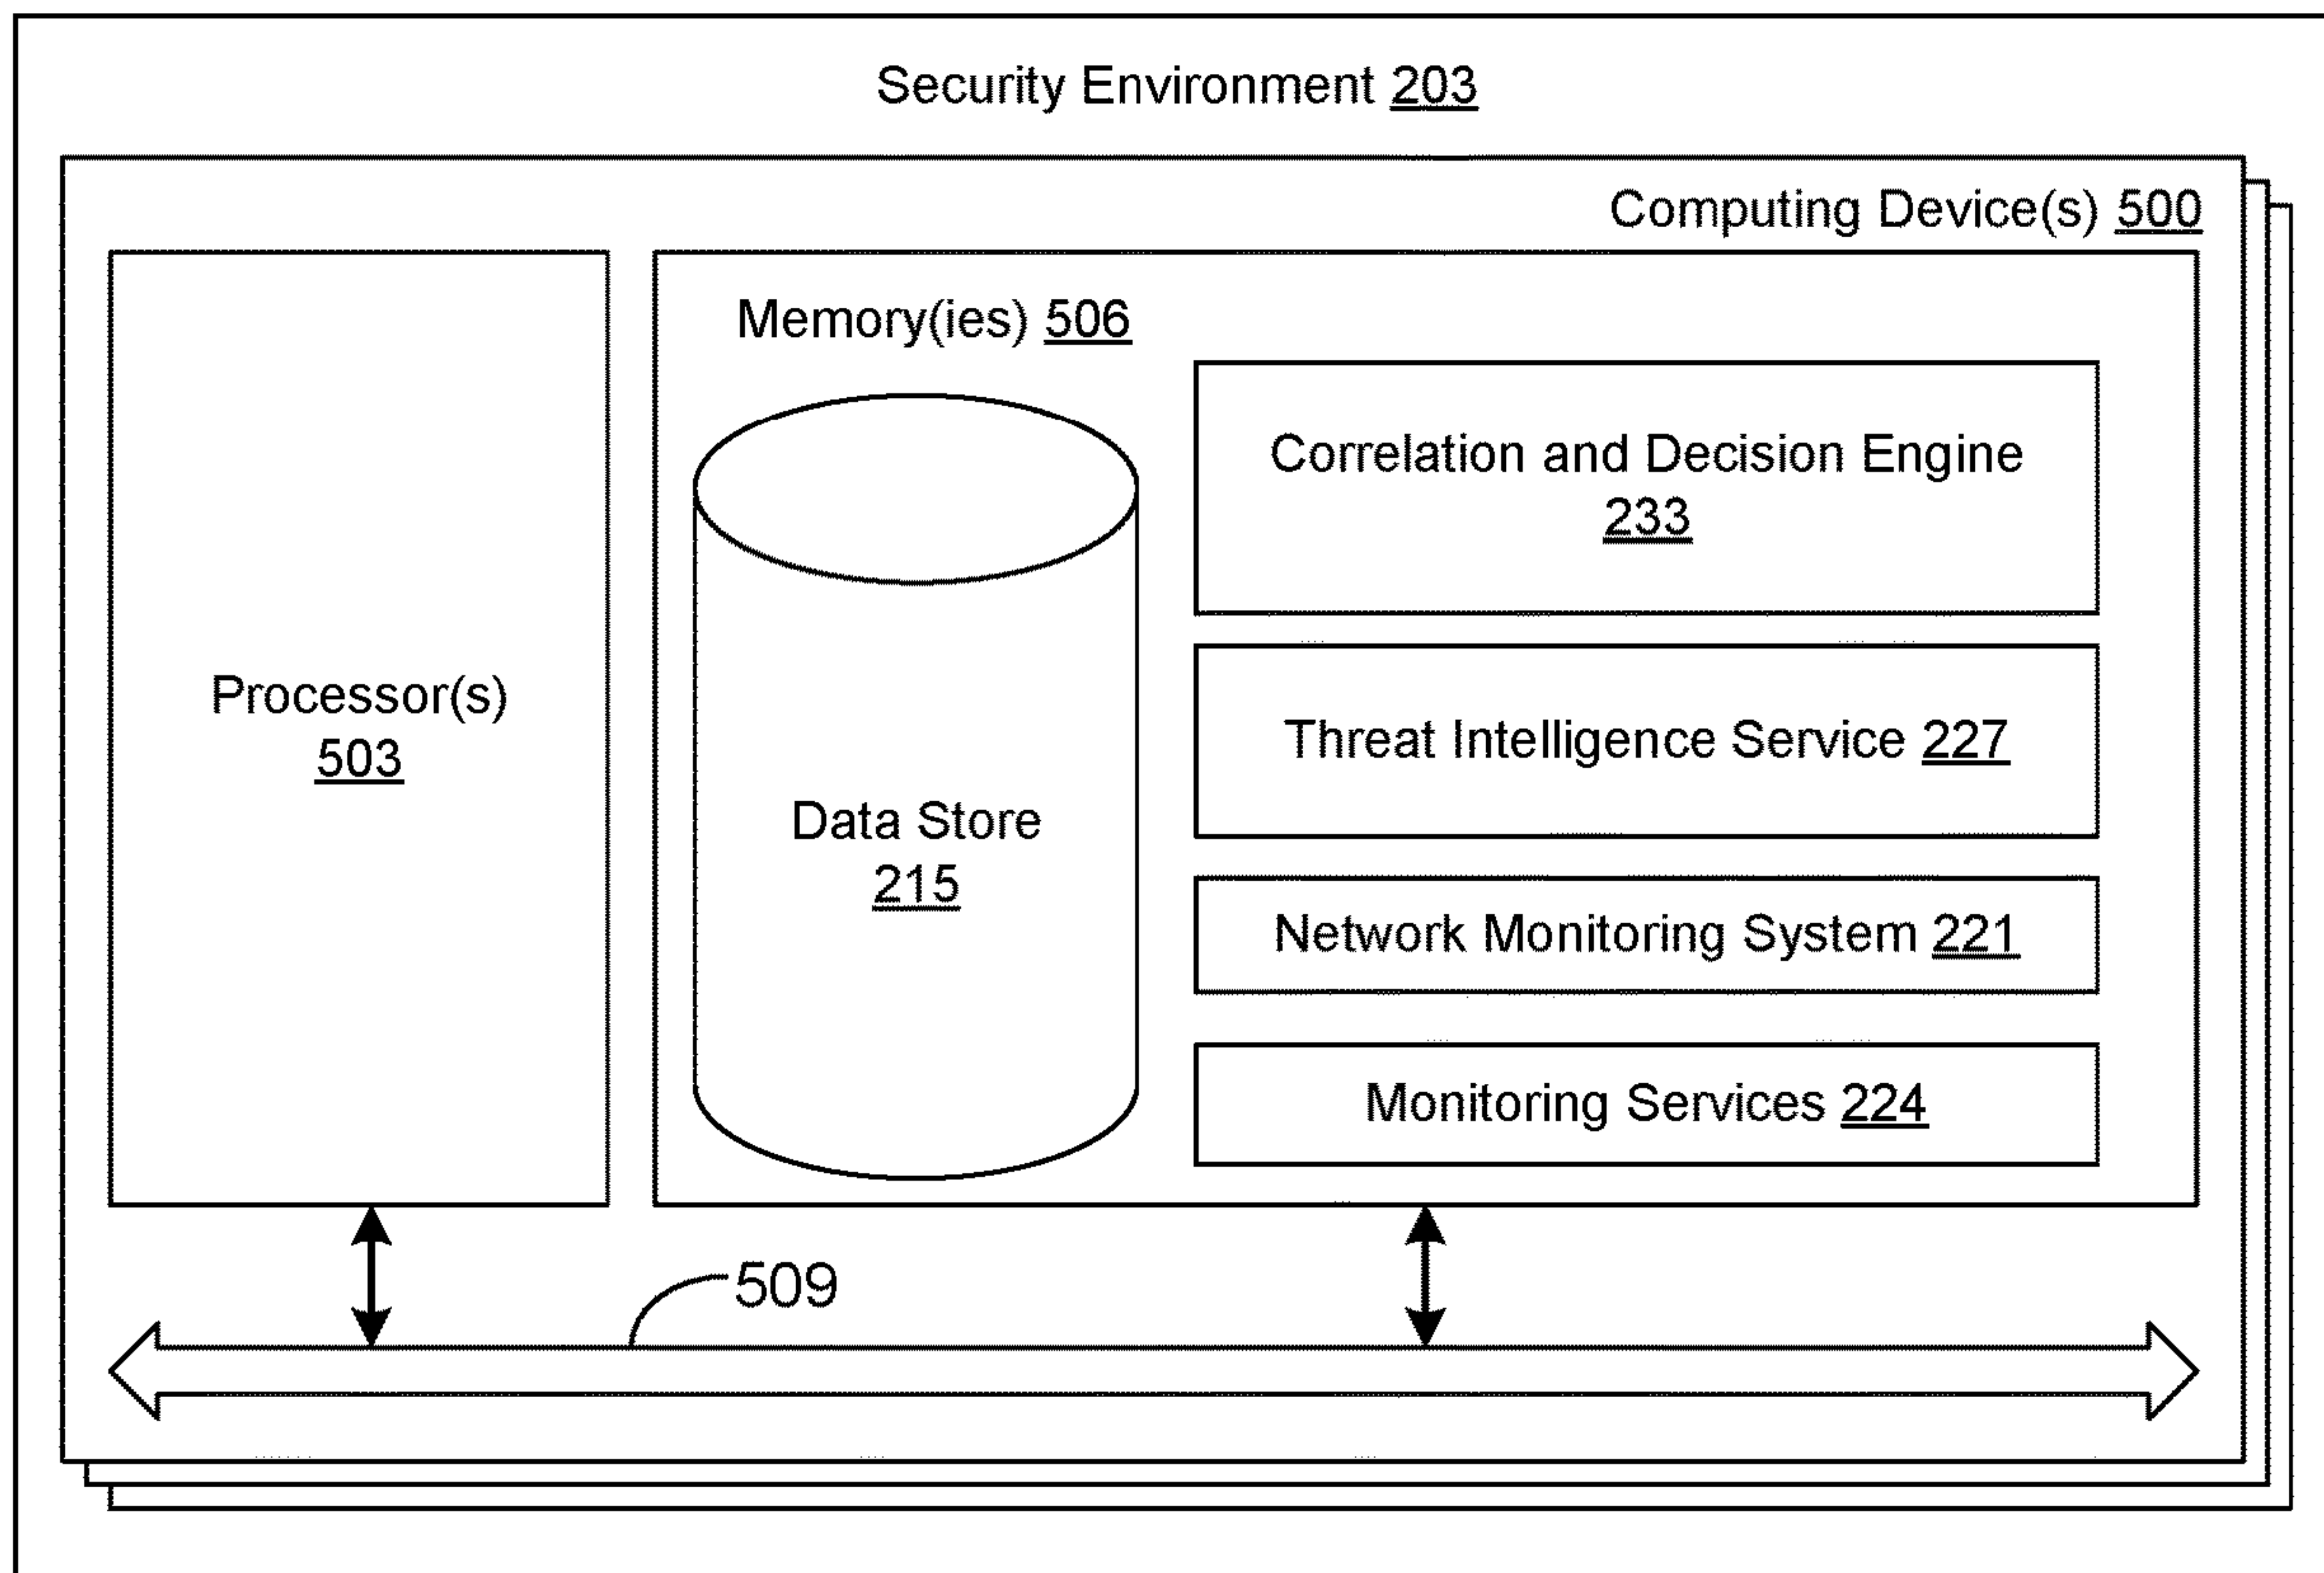 Security Environment 203
Computing Device(s) 500
Processor(s)
503
Memory(ies) 506
Data Store
215
Correlation and Decision Engine
233
Threat Intelligence Service 227
Network Monitoring System 221
Monitoring Services 224
509